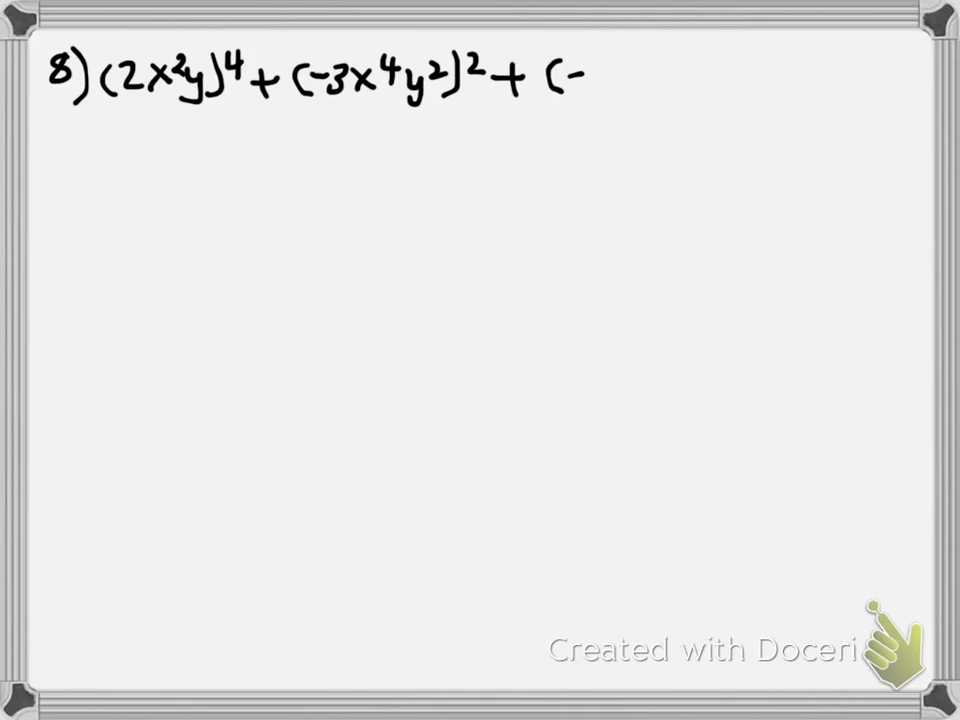 8) (2x²y)⁴ + (-3x⁴y²)² + (-
Created with Doceri